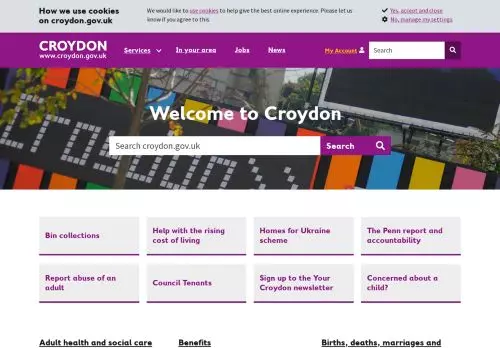 How we use cookies
on croydon.gov.uk
We would like to use cookies to help give the best online experience. Please let us
know if you agree to this.
Yes, accept and close
No, manage my settings
CROYDON
www.croydon.gov.uk
Services
In your area
Jobs
News
My Account
Search
Welcome to Croydon
Search croydon.gov.uk
Search
Bin collections
Help with the rising
cost of living
Homes for Ukraine
scheme
The Penn report and
accountability
Report abuse of an
adult
Council Tenants
Sign up to the Your
Croydon newsletter
Concerned about a
child?
Adult health and social care
Benefits
Births, deaths, marriages and